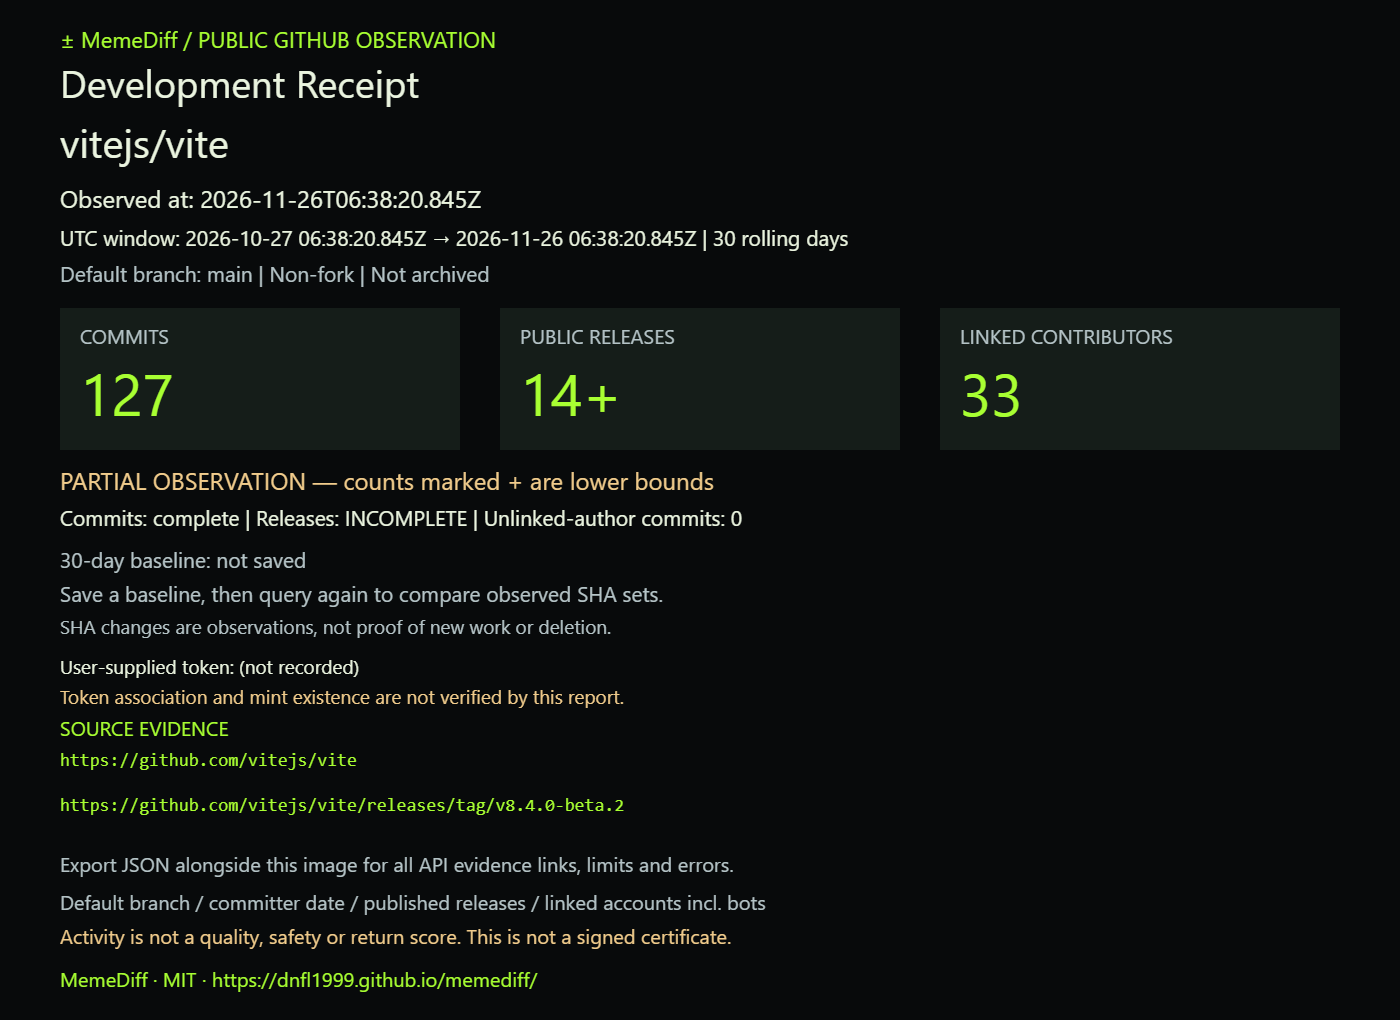 ± MemeDiff / PUBLIC GITHUB OBSERVATION
Development Receipt
vitejs/vite
Observed at: 2026-11-26T06:38:20.845Z
UTC window: 2026-10-27 06:38:20.845Z → 2026-11-26 06:38:20.845Z | 30 rolling days
Default branch: main | Non-fork | Not archived
COMMITS
127
PUBLIC RELEASES
14+
LINKED CONTRIBUTORS
33
PARTIAL OBSERVATION — counts marked + are lower bounds
Commits: complete | Releases: INCOMPLETE | Unlinked-author commits: 0
30-day baseline: not saved
Save a baseline, then query again to compare observed SHA sets.
SHA changes are observations, not proof of new work or deletion.
User-supplied token: (not recorded)
Token association and mint existence are not verified by this report.
SOURCE EVIDENCE
https://github.com/vitejs/vite
https://github.com/vitejs/vite/releases/tag/v8.4.0-beta.2
Export JSON alongside this image for all API evidence links, limits and errors.
Default branch / committer date / published releases / linked accounts incl. bots
Activity is not a quality, safety or return score. This is not a signed certificate.
MemeDiff · MIT · https://dnfl1999.github.io/memediff/